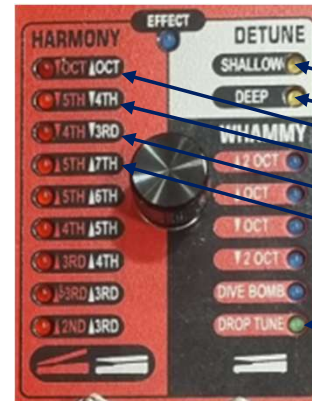 EFFECT
HARMONY
DETUNE
▼OCT ▲OCT
SHALLOW
▼5TH ▼4TH
DEEP
▼4TH ▼3RD
WHAMMY
▲5TH ▲7TH
▲2 OCT
▲5TH ▲6TH
▲OCT
▲4TH ▲5TH
▼OCT
▲3RD ▲4TH
▼2 OCT
▲3RD
DIVE BOMB
▲2ND ▲3RD
DROP TUNE